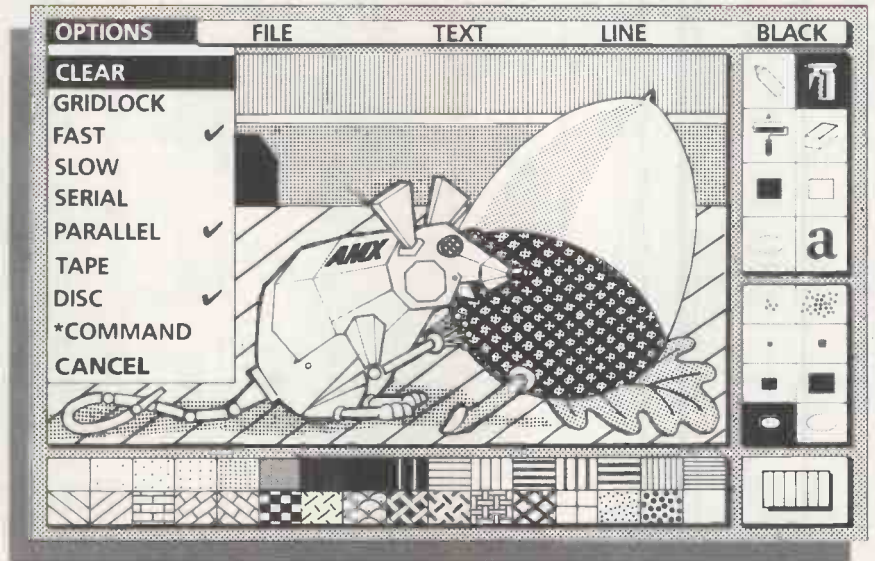 OPTIONS FILE TEXT LINE BLACK
CLEAR
GRIDLOCK
FAST ✔
SLOW
SERIAL
PARALLEL ✔
TAPE
DISC ✔
*COMMAND
CANCEL
AMX
a